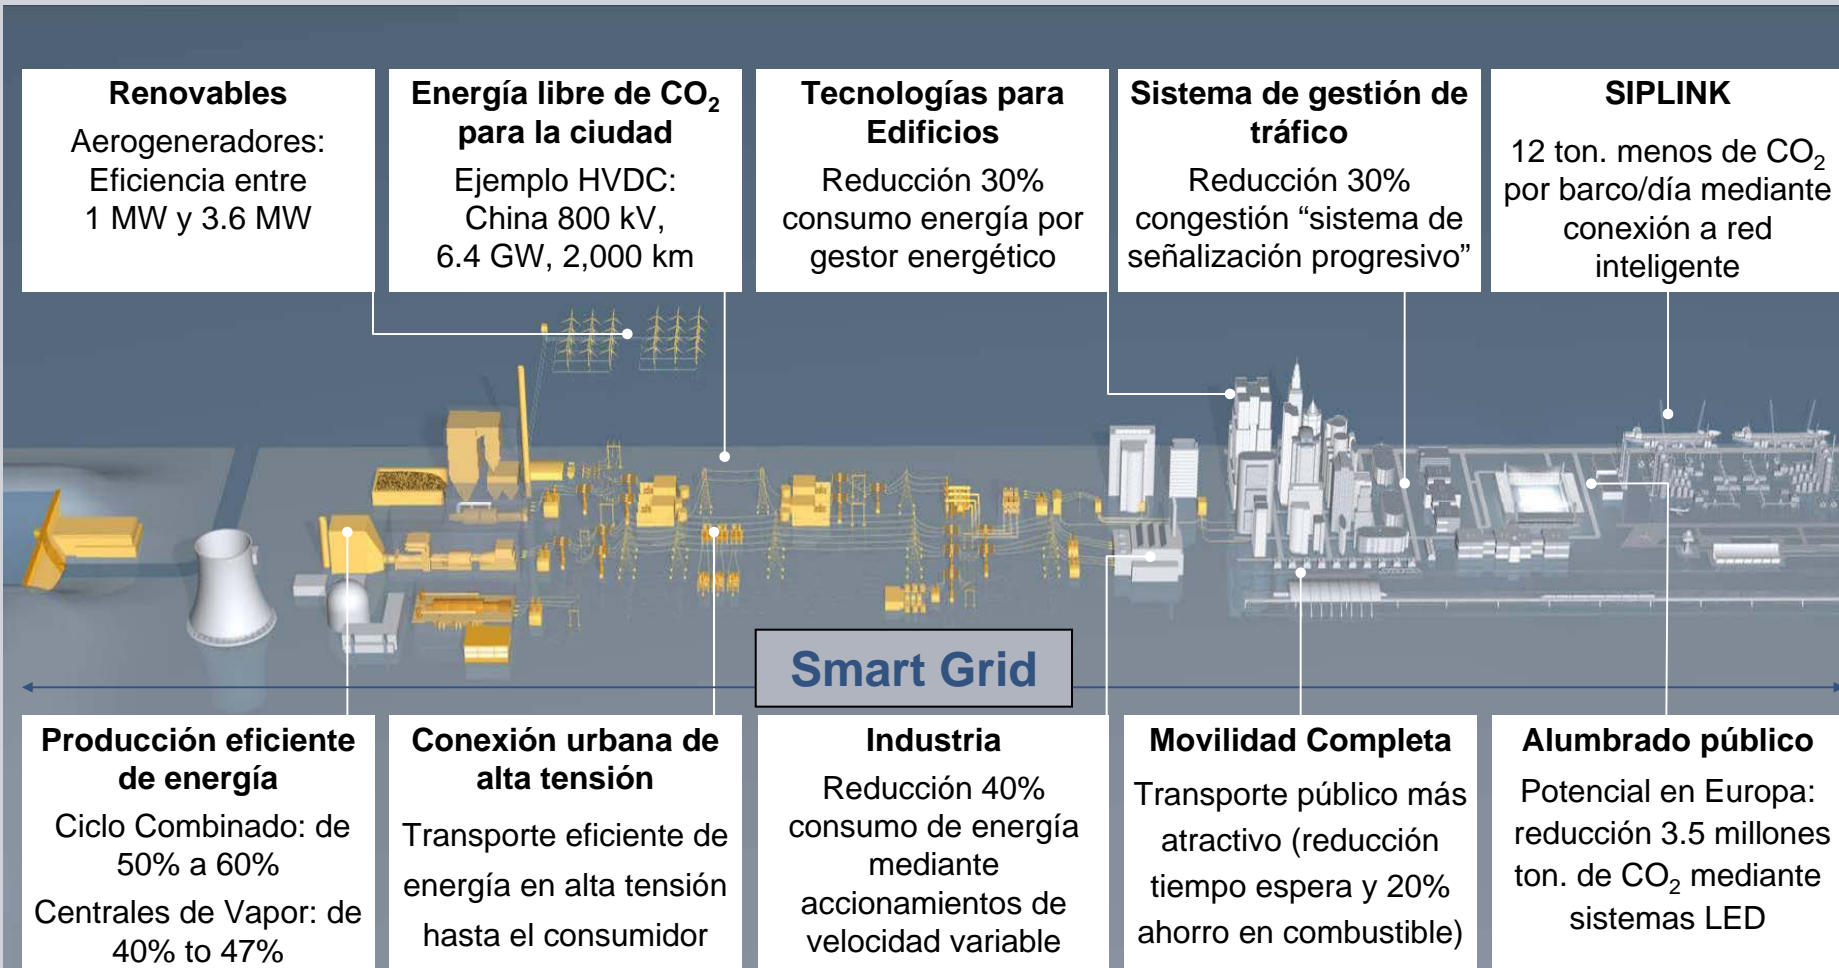 Renovables
Aerogeneradores:
Eficiencia entre
1 MW y 3.6 MW
Energía libre de CO₂
para la ciudad
Ejemplo HVDC:
China 800 kV,
6.4 GW, 2,000 km
Tecnologías para
Edificios
Reducción 30%
consumo energía por
gestor energético
Sistema de gestión de
tráfico
Reducción 30%
congestión “sistema de
señalización progresivo”
SIPLINK
12 ton. menos de CO₂
por barco/día mediante
conexión a red
inteligente
Smart Grid
Producción eficiente
de energía
Ciclo Combinado: de
50% a 60%
Centrales de Vapor: de
40% to 47%
Conexión urbana de
alta tensión
Transporte eficiente de
energía en alta tensión
hasta el consumidor
Industria
Reducción 40%
consumo de energía
mediante
accionamientos de
velocidad variable
Movilidad Completa
Transporte público más
atractivo (reducción
tiempo espera y 20%
ahorro en combustible)
Alumbrado público
Potencial en Europa:
reducción 3.5 millones
ton. de CO₂ mediante
sistemas LED